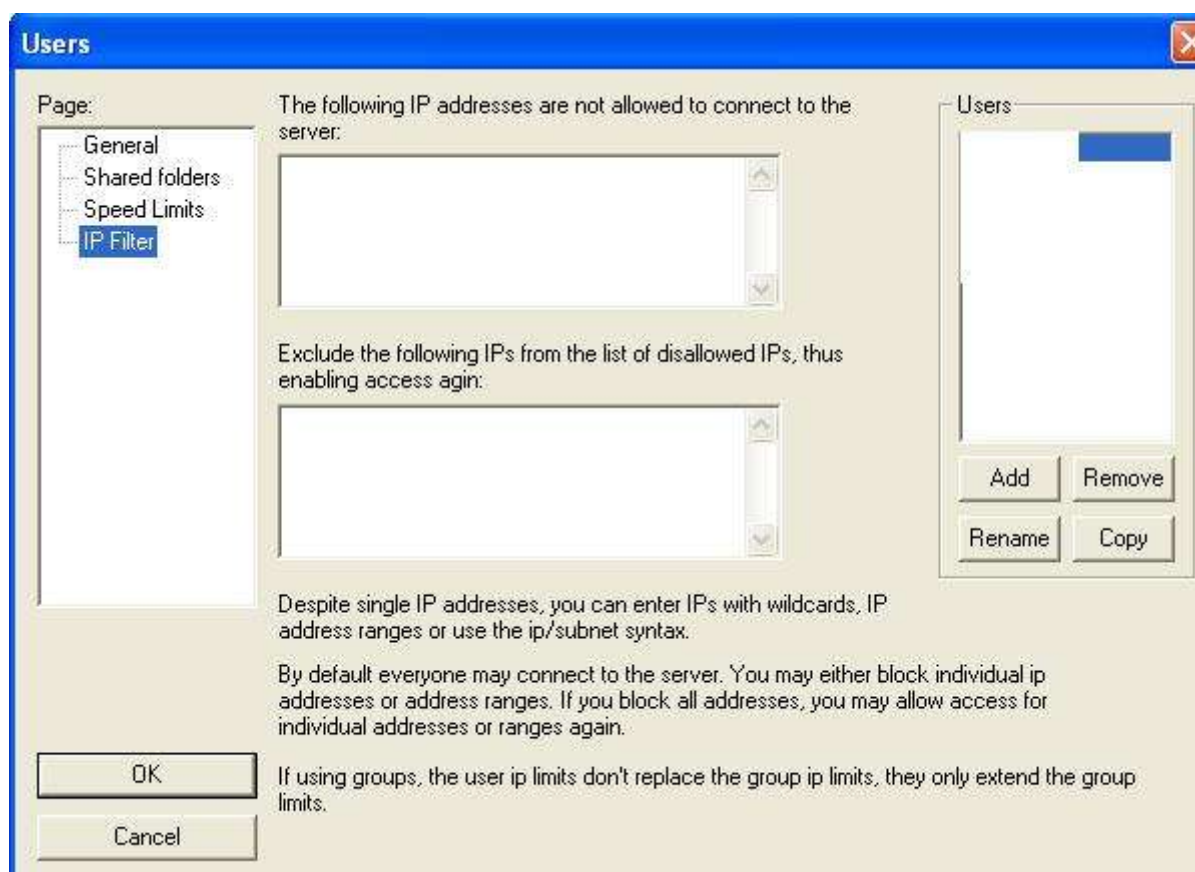 Users
Page:
General
Shared folders
Speed Limits
IP Filter
The following IP addresses are not allowed to connect to the
server:
Exclude the following IPs from the list of disallowed IPs, thus
enabling access agin:
Despite single IP addresses, you can enter IPs with wildcards, IP
address ranges or use the ip/subnet syntax.
By default everyone may connect to the server. You may either block individual ip
addresses or address ranges. If you block all addresses, you may allow access for
individual addresses or ranges again.
If using groups, the user ip limits don't replace the group ip limits, they only extend the group
limits.
Users
Add Remove
Rename Copy
OK
Cancel